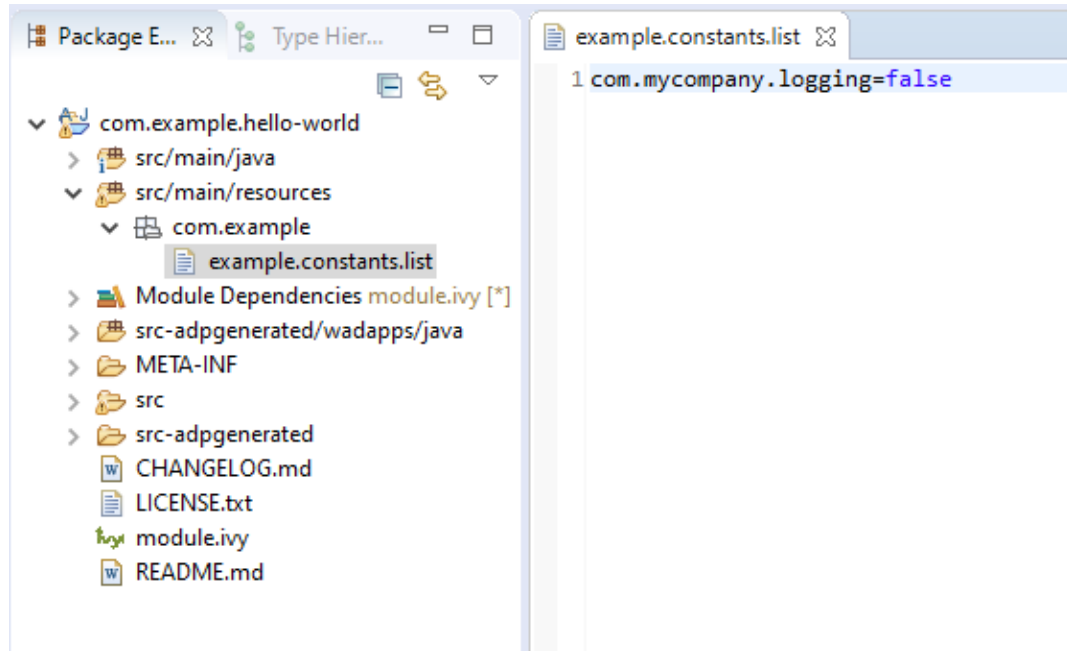 Package E... Type Hier...
com.example.hello-world
src/main/java
src/main/resources
com.example
example.constants.list
Module Dependencies module.ivy [*]
src-adpgenerated/wadapps/java
META-INF
src
src-adpgenerated
CHANGELOG.md
LICENSE.txt
module.ivy
README.md
example.constants.list
1 com.mycompany.logging=false